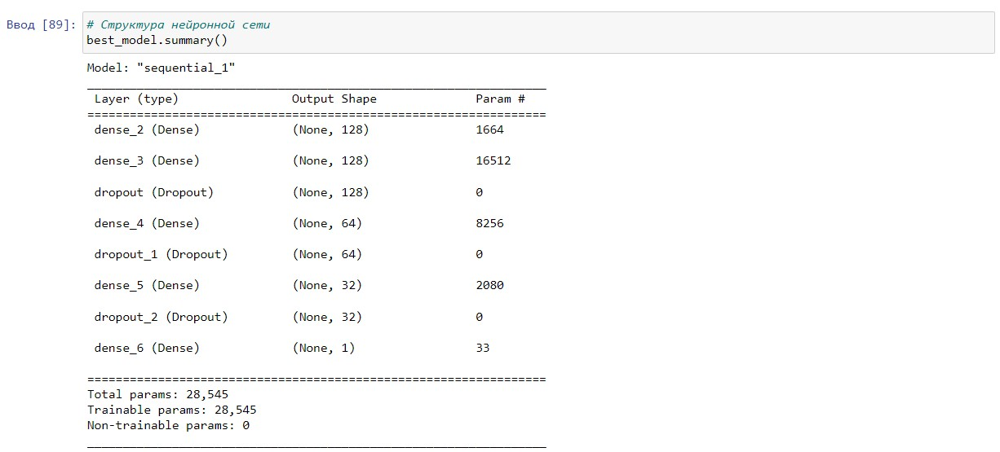 Ввод [89]: # Структура нейронной сети
best_model.summary()
Model: "sequential_1"
_________________________________________________________________
Layer (type) Output Shape Param #
=================================================================
dense_2 (Dense) (None, 128) 1664
dense_3 (Dense) (None, 128) 16512
dropout (Dropout) (None, 128) 0
dense_4 (Dense) (None, 64) 8256
dropout_1 (Dropout) (None, 64) 0
dense_5 (Dense) (None, 32) 2080
dropout_2 (Dropout) (None, 32) 0
dense_6 (Dense) (None, 1) 33
=================================================================
Total params: 28,545
Trainable params: 28,545
Non-trainable params: 0
_________________________________________________________________